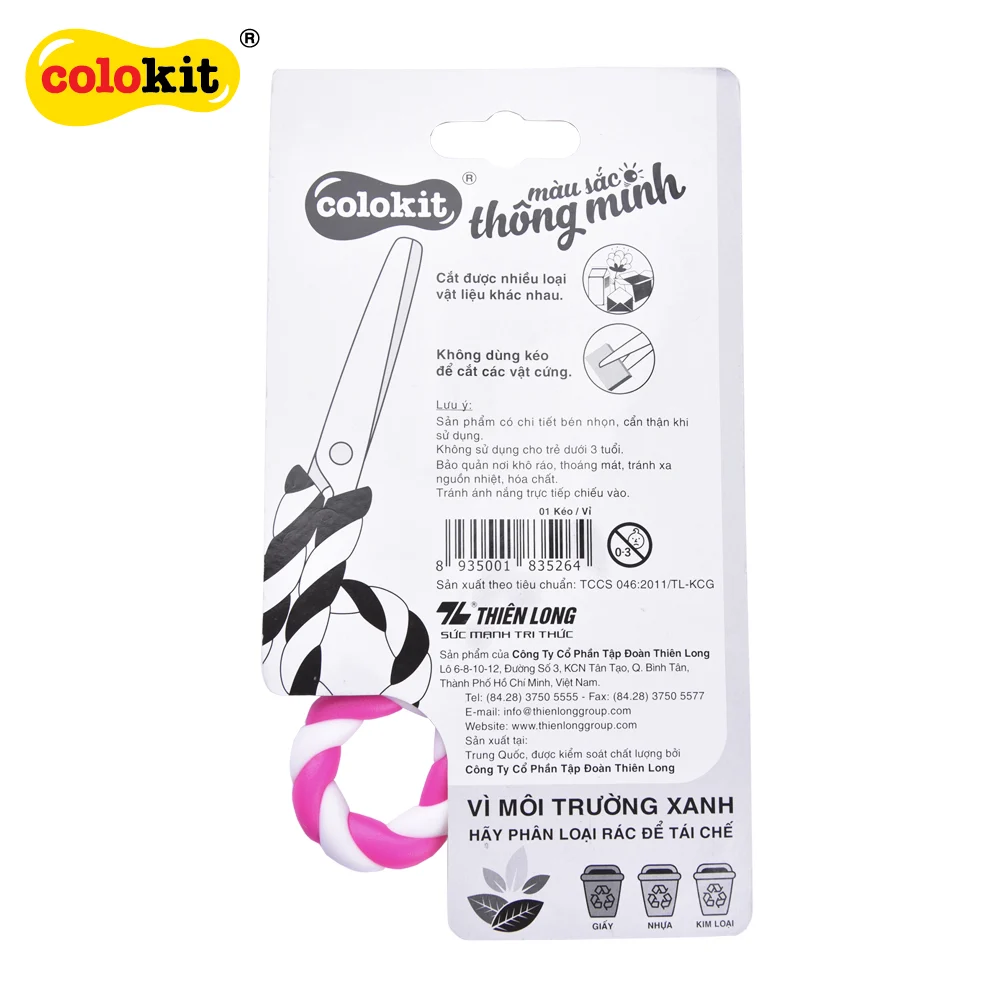 colokit®
colokit®
màu sắc
thông minh
Cắt được nhiều loại
vật liệu khác nhau.
Không dùng kéo
để cắt các vật cứng.
Lưu ý:
Sản phẩm có chi tiết bén nhọn, cẩn thận khi
sử dụng.
Không sử dụng cho trẻ dưới 3 tuổi.
Bảo quản nơi khô ráo, thoáng mát, tránh xa
nguồn nhiệt, hóa chất.
Tránh ánh nắng trực tiếp chiếu vào.
01 Kéo / Vỉ
0-3
8 935001 835264
Sản xuất theo tiêu chuẩn: TCCS 046:2011/TL-KCG
TL® THIÊN LONG
SỨC MẠNH TRI THỨC
Sản phẩm của Công Ty Cổ Phần Tập Đoàn Thiên Long
Lô 6-8-10-12, Đường Số 3, KCN Tân Tạo, Q. Bình Tân,
Thành Phố Hồ Chí Minh, Việt Nam.
Tel: (84.28) 3750 5555 - Fax: (84.28) 3750 5577
E-mail: info@thienlonggroup.com
Website: www.thienlonggroup.com
Sản xuất tại:
Trung Quốc, được kiểm soát chất lượng bởi
Công Ty Cổ Phần Tập Đoàn Thiên Long
VÌ MÔI TRƯỜNG XANH
HÃY PHÂN LOẠI RÁC ĐỂ TÁI CHẾ
GIẤY NHỰA KIM LOẠI